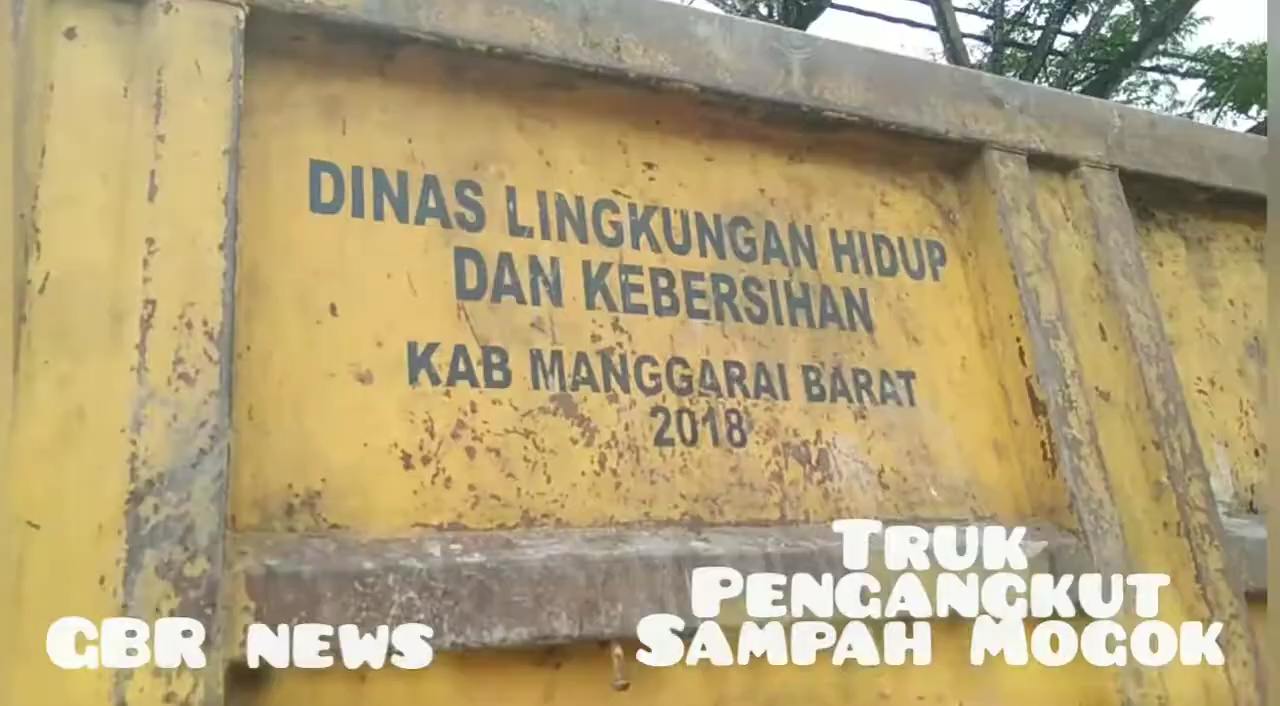 DINAS LINGKUNGAN HIDUP
DAN KEBERSIHAN
KAB MANGGARAI BARAT
2018
TRUK
PENGANGKUT
SAMPAH MOGOK
GBR NEWS